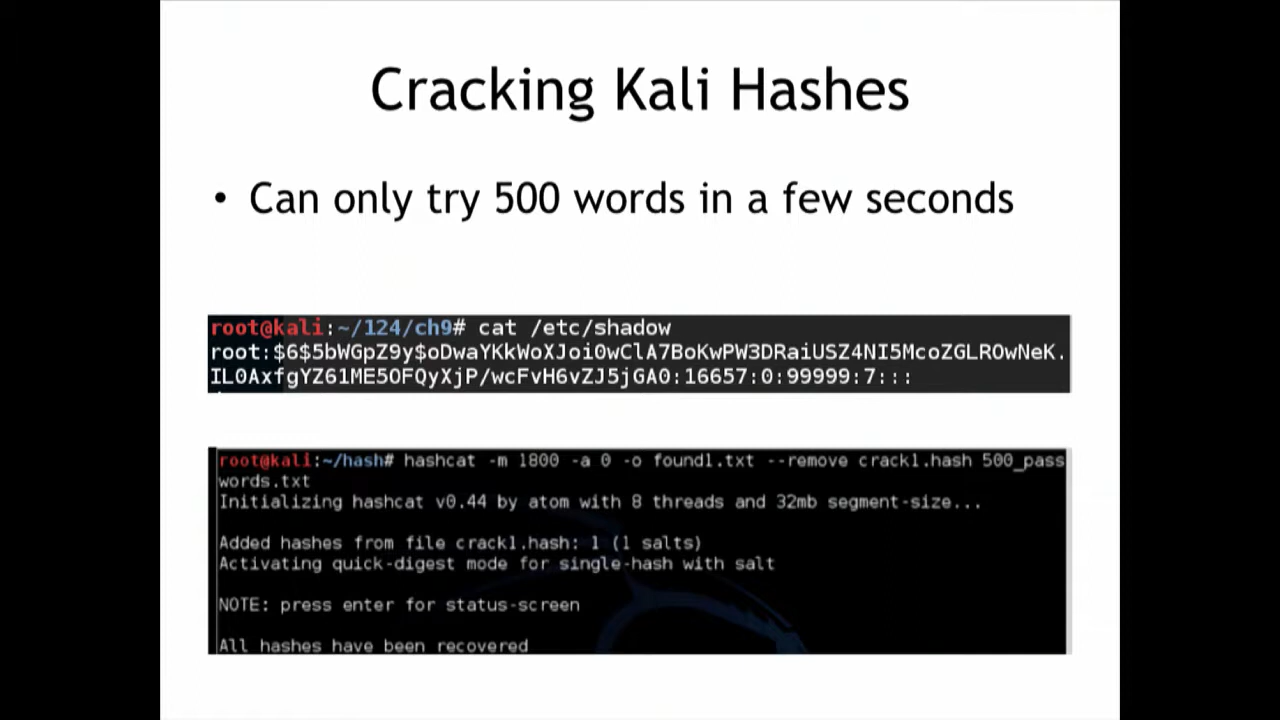 Cracking Kali Hashes
• Can only try 500 words in a few seconds
root@kali:~/124/ch9# cat /etc/shadow
root:$6$5bWGpZ9y$oDwaYKkWoXJoi0wClA7BoKwPW3DRaiUSZ4NI5McoZGLROwNeK.
IL0AxfgYZ61ME5OFQyXjP/wcFvH6vZJ5jGA0:16657:0:99999:7:::
root@kali:~/hash# hashcat -m 1800 -a 0 -o found1.txt --remove crack1.hash 500_pass
words.txt
Initializing hashcat v0.44 by atom with 8 threads and 32mb segment-size...
Added hashes from file crack1.hash: 1 (1 salts)
Activating quick-digest mode for single-hash with salt
NOTE: press enter for status-screen
All hashes have been recovered